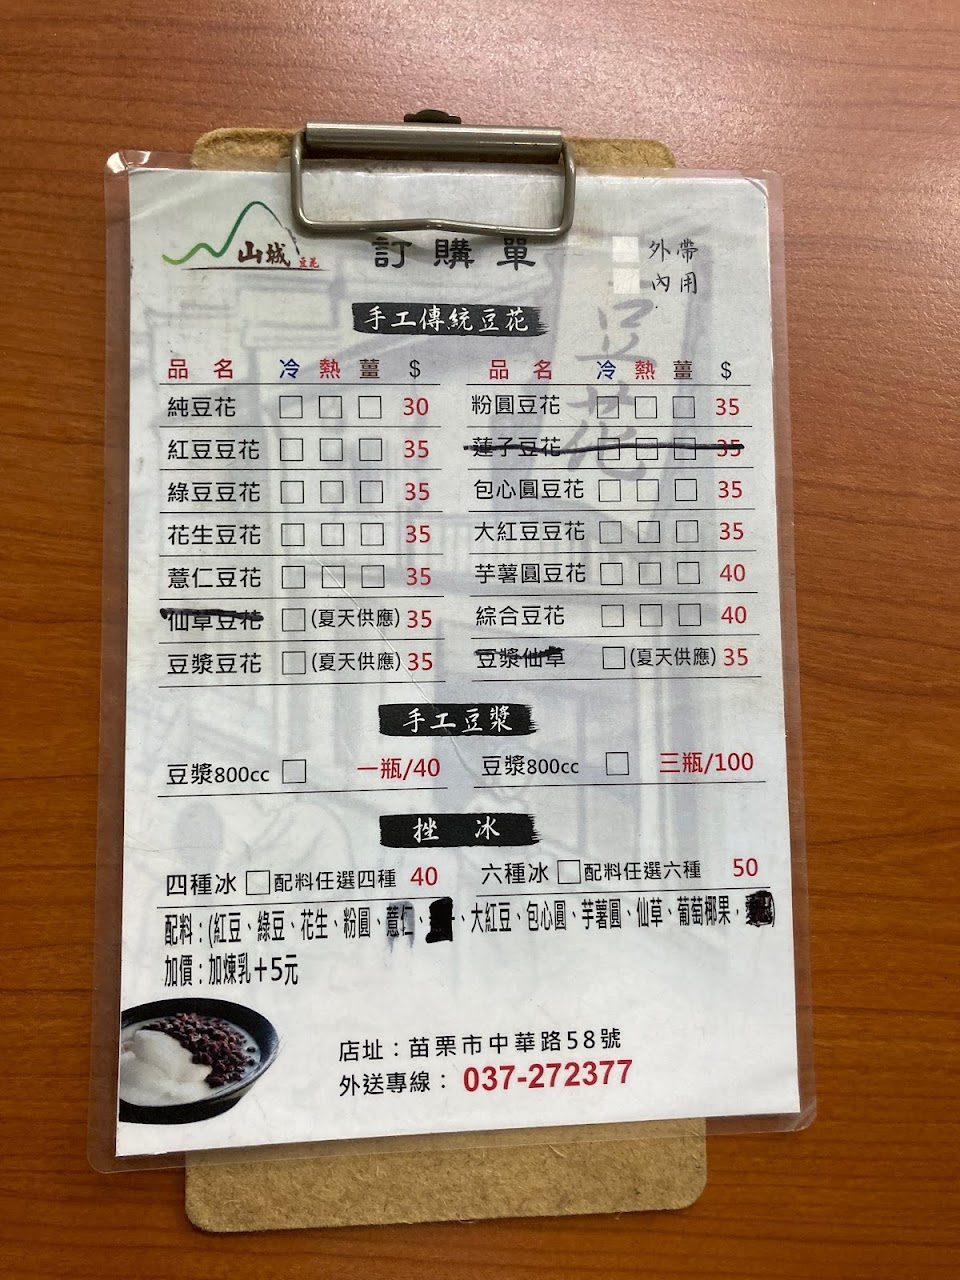 山城 豆花
訂購單
外帶
內用
豆花
手工傳統豆花
品名 冷 熱 薑 $ 品名 冷 熱 薑 $
純豆花 30 粉圓豆花 35
紅豆豆花 35 蓮子豆花 35
綠豆豆花 35 包心圓豆花 35
花生豆花 35 大紅豆豆花 35
薏仁豆花 35 芋薯圓豆花 40
仙草豆花 (夏天供應) 35 綜合豆花 40
豆漿豆花 (夏天供應) 35 豆漿仙草 (夏天供應) 35
手工豆漿
豆漿800cc 一瓶/40 豆漿800cc 三瓶/100
挫冰
四種冰 配料任選四種 40 六種冰 配料任選六種 50
配料：(紅豆、綠豆、花生、粉圓、薏仁、、大紅豆、包心圓、芋薯圓、仙草、葡萄椰果，)
加價：加煉乳＋5元
店址：苗栗市中華路58號
外送專線：037-272377